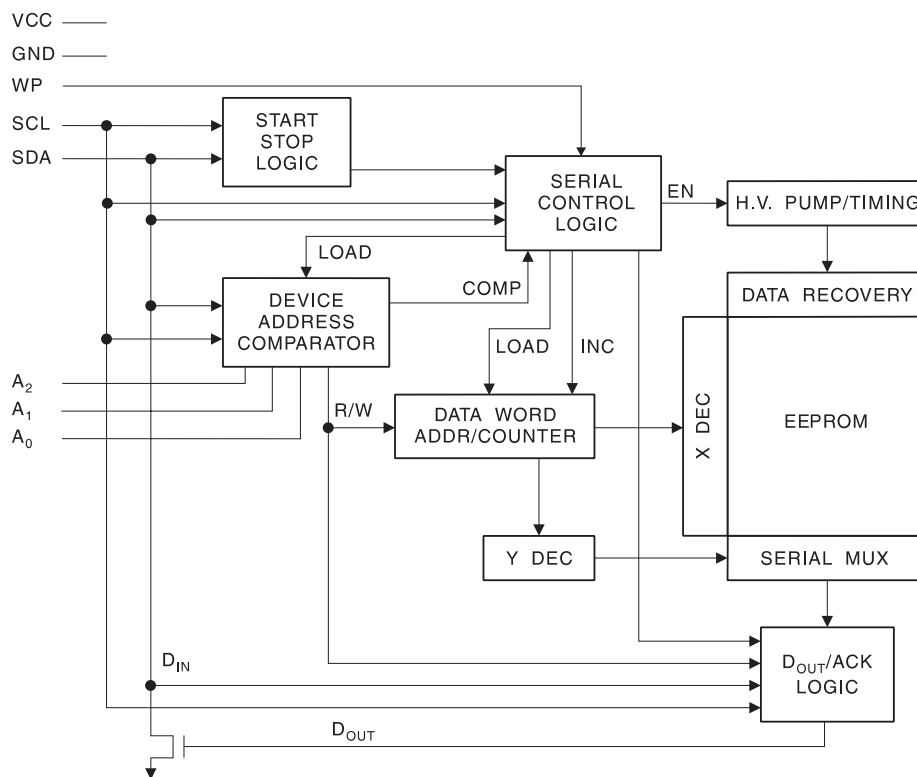 VCC
GND
WP
SCL
SDA
START
STOP
LOGIC
SERIAL
CONTROL
LOGIC
EN
H.V. PUMP/TIMING
LOAD
COMP
DEVICE
ADDRESS
COMPARATOR
DATA RECOVERY
LOAD
INC
A2
A1
A0
R/W
DATA WORD
ADDR/COUNTER
X DEC
EEPROM
Y DEC
SERIAL MUX
DIN
DOUT/ACK
LOGIC
DOUT